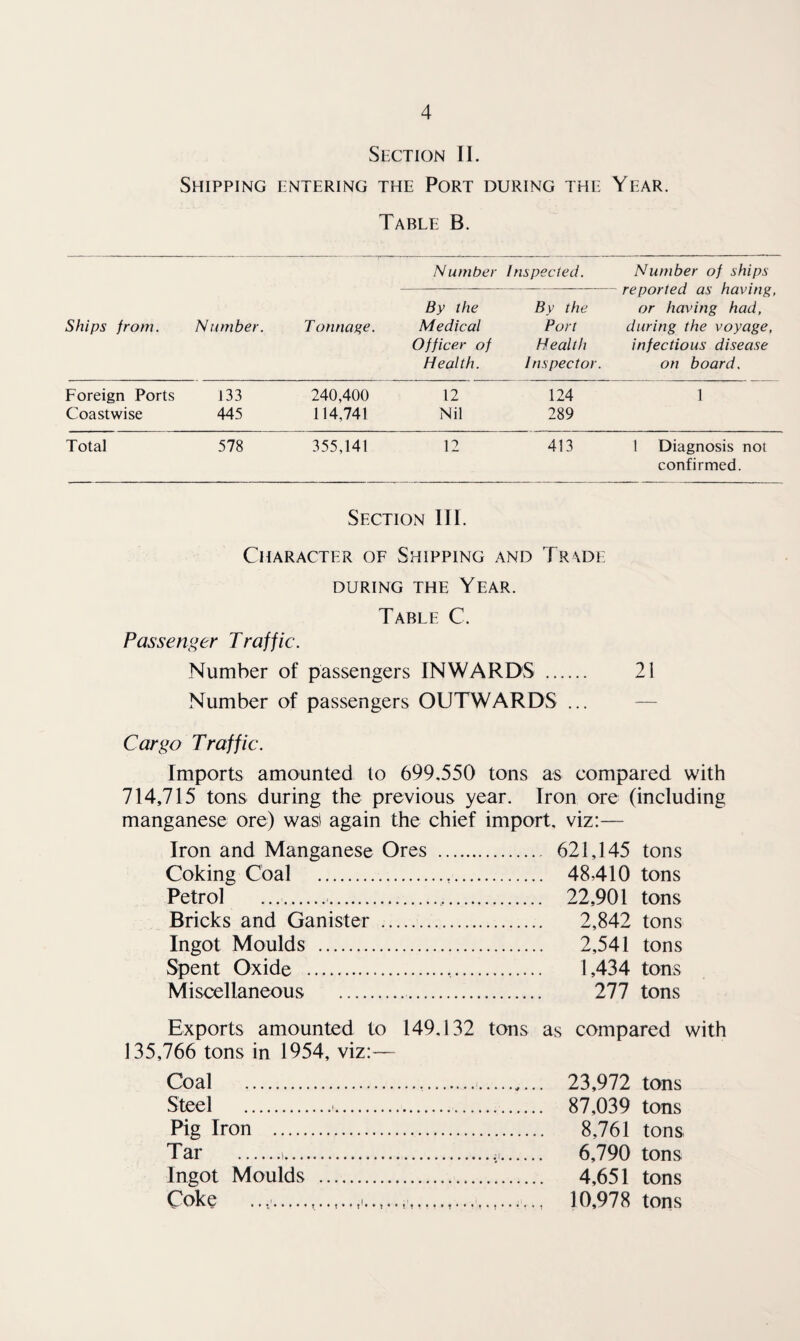 4
SECTION II.
SHIPPING ENTERING THE PORT DURING THE YEAR.
TABLE B.
Number Inspected. Number of ships
reported as having,
By the By the or having had,
Ships from. Number. Tonnage. Medical Port during the voyage,
Officer of Health infectious disease
Health. Inspector. on board.
Foreign Ports 133 240,400 12 124 1
Coastwise 445 114,741 Nil 289
Total 578 355,141 12 413 1 Diagnosis not
confirmed.
SECTION III.
CHARACTER OF SHIPPING AND TRADE
DURING THE YEAR.
TABLE C.
Passenger Traffic.
Number of passengers INWARDS ...... 21
Number of passengers OUTWARDS ... —
Cargo Traffic.
Imports amounted to 699,550 tons as compared with
714,715 tons during the previous year. Iron ore (including
manganese ore) was again the chief import, viz:—
Iron and Manganese Ores ............... 621,145 tons
Coking Coal ............... 48,410 tons
Petrol ............... 22,901 tons
Bricks and Ganister ............... 2,842 tons
Ingot Moulds ............... 2,541 tons
Spent Oxide ............... 1,434 tons
Miscellaneous ............... 277 tons
Exports amounted to 149,132 tons as compared with
135,766 tons in 1954, viz:—
Coal ............... 23,972 tons
Steel ............... 87,039 tons
Pig Iron ............... 8,761 tons
Tar ............... 6,790 tons
Ingot Moulds ............... 4,651 tons
Coke ............... 10,978 tons